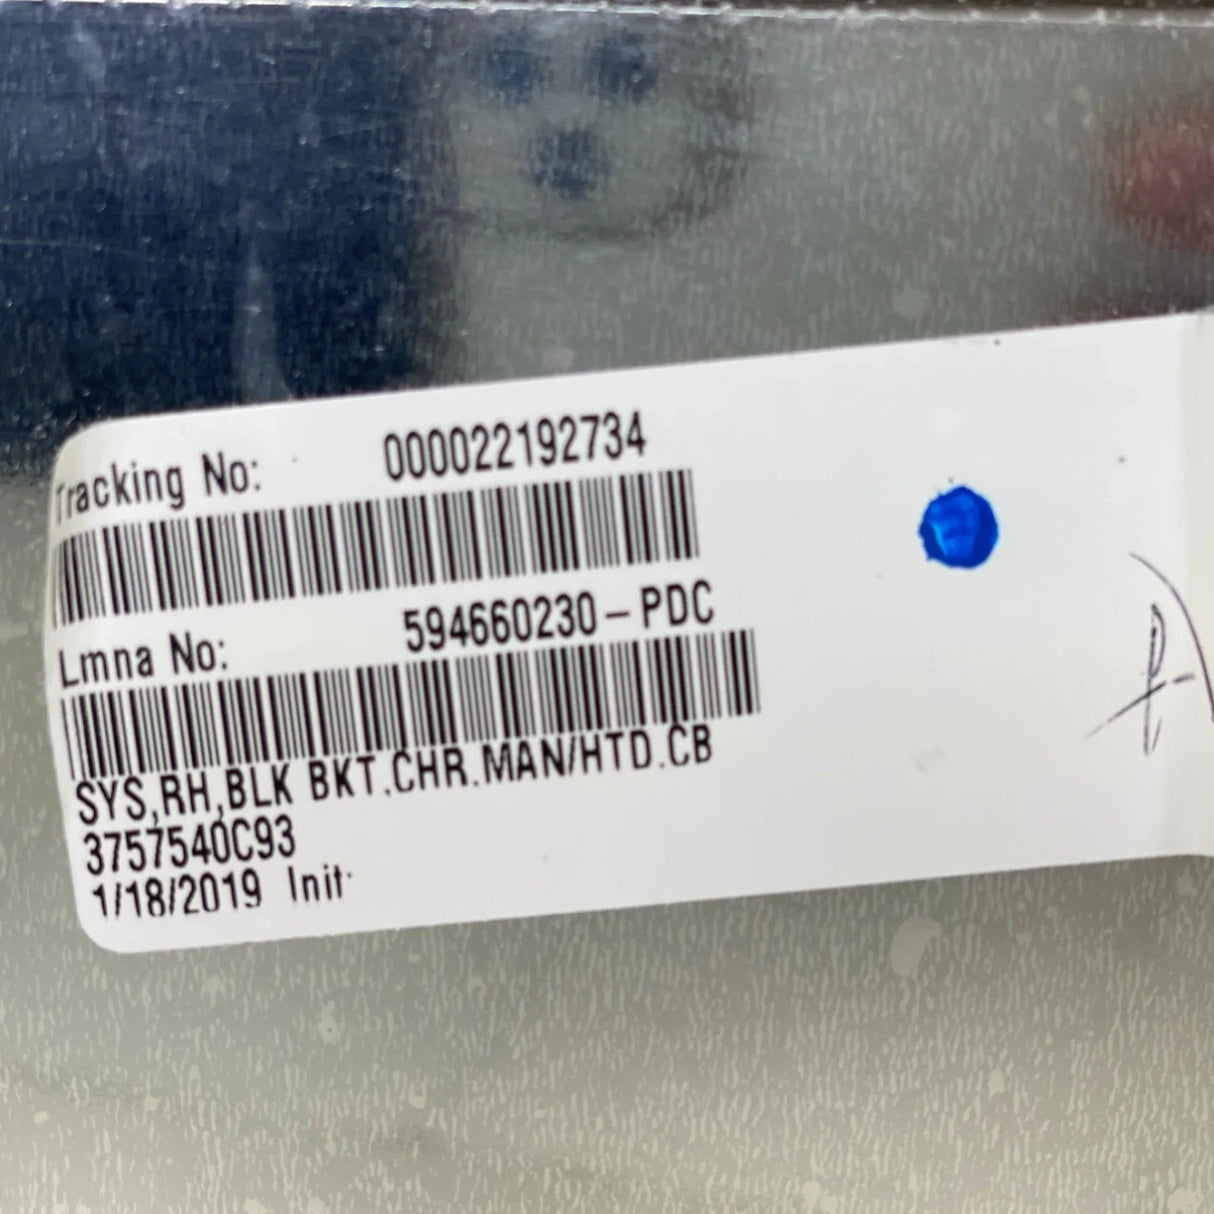 Tracking No: 000022192734
Lmna No: 594660230-PDC
SYS,RH,BLK BKT.CHR.MAN/HTD.CB
3757540C93
1/18/2019 Init